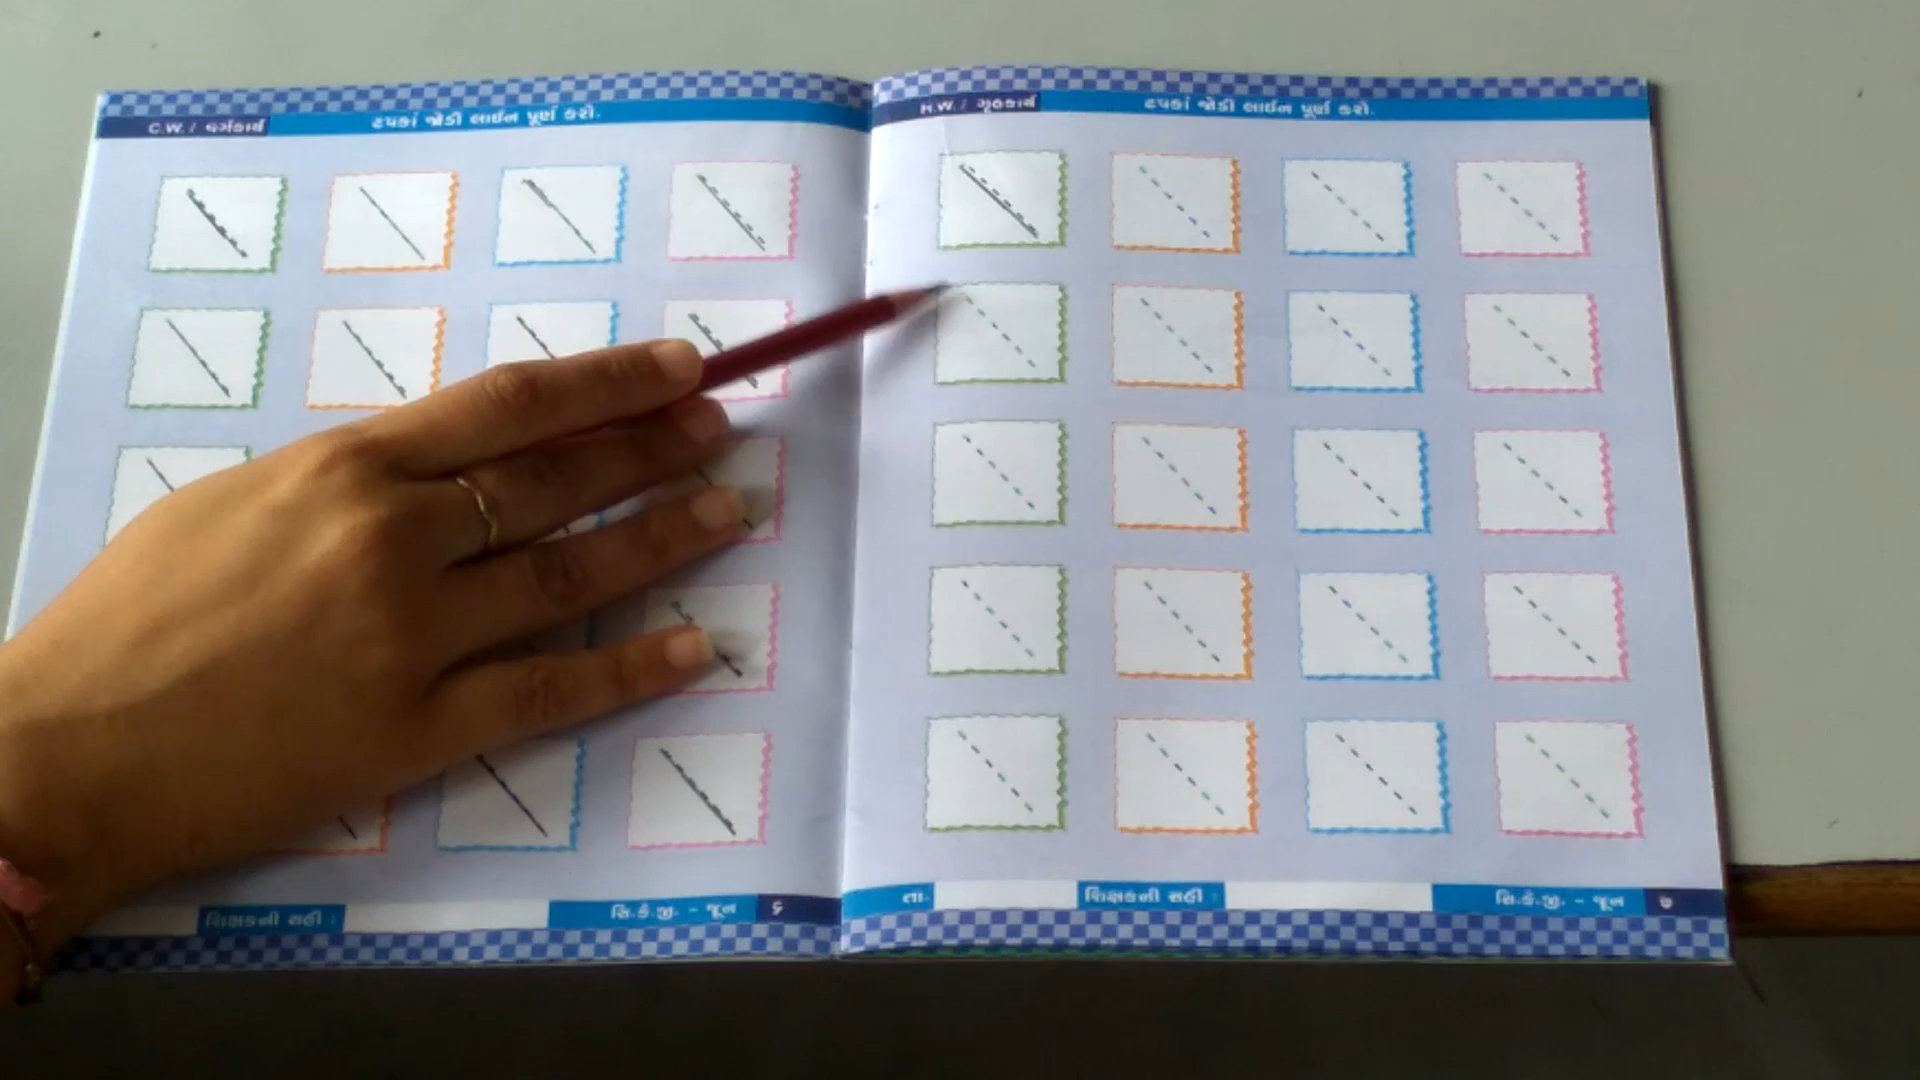 C.W. / વર્ગકાર્ય
ટપકાં જોડી લાઈન પૂર્ણ કરો.
શિક્ષકની સહી :
સિ.કે.જી. - જૂન ૬
H.W. / ગૃહકાર્ય
ટપકાં જોડી લાઈન પૂર્ણ કરો.
તા. શિક્ષકની સહી :
સિ.કે.જી. - જૂન ૭